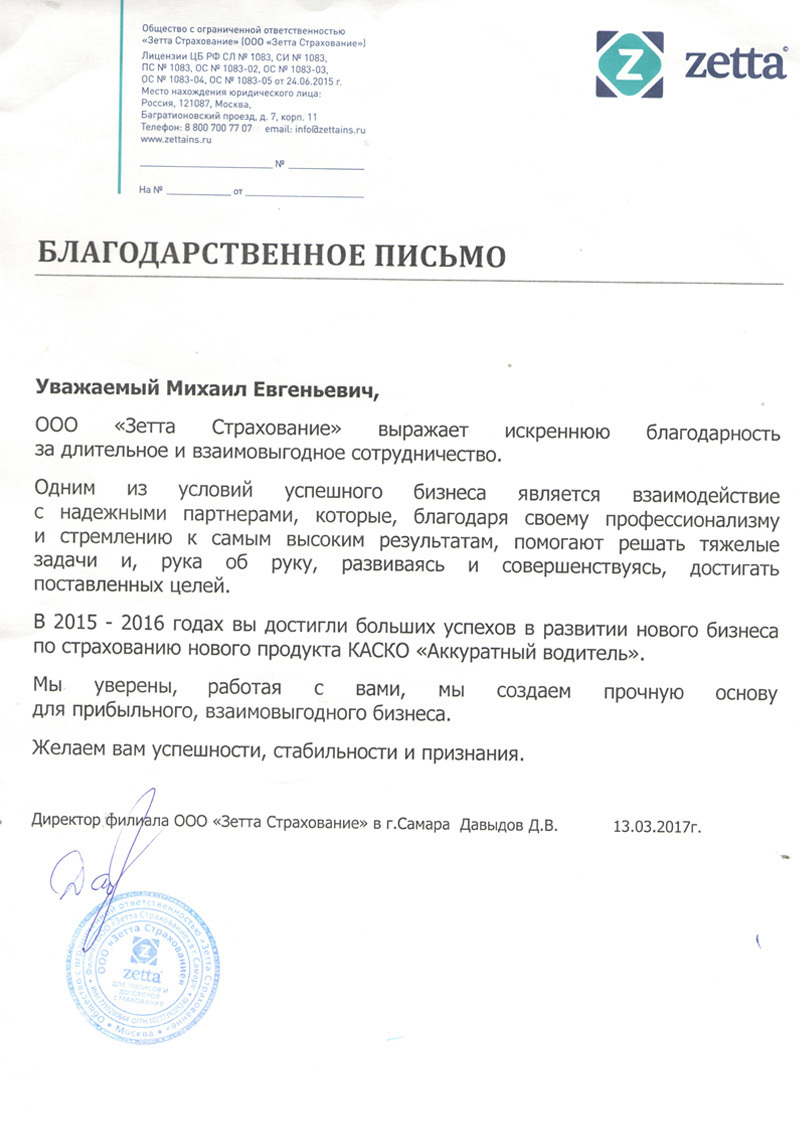 Общество с ограниченной ответственностью
«Зетта Страхование» (ООО «Зетта Страхование»)
Лицензии ЦБ РФ СЛ № 1083, СИ № 1083,
ПС № 1083, ОС № 1083-02, ОС № 1083-03,
ОС № 1083-04, ОС № 1083-05 от 24.06.2015 г.
Место нахождения юридического лица:
Россия, 121087, Москва,
Багратионовский проезд, д. 7, корп. 11
Телефон: 8 800 700 77 07 email: info@zettains.ru
www.zettains.ru
№
На № от
Z zetta©
БЛАГОДАРСТВЕННОЕ ПИСЬМО
Уважаемый Михаил Евгеньевич,
ООО «Зетта Страхование» выражает искреннюю благодарность
за длительное и взаимовыгодное сотрудничество.
Одним из условий успешного бизнеса является взаимодействие
с надежными партнерами, которые, благодаря своему профессионализму
и стремлению к самым высоким результатам, помогают решать тяжелые
задачи и, рука об руку, развиваясь и совершенствуясь, достигать
поставленных целей.
В 2015 - 2016 годах вы достигли больших успехов в развитии нового бизнеса
по страхованию нового продукта КАСКО «Аккуратный водитель».
Мы уверены, работая с вами, мы создаем прочную основу
для прибыльного, взаимовыгодного бизнеса.
Желаем вам успешности, стабильности и признания.
Директор филиала ООО «Зетта Страхование» в г.Самара Давыдов Д.В. 13.03.2017г.
Общество с ограниченной ответственностью «Зетта Страхование» • Москва •
Филиал ООО «Зетта Страхование» в г. Самаре
ООО «Зетта Страхование»
zetta
ДЛЯ ПОЛИСОВ И
ДОГОВОРОВ
СТРАХОВАНИЯ